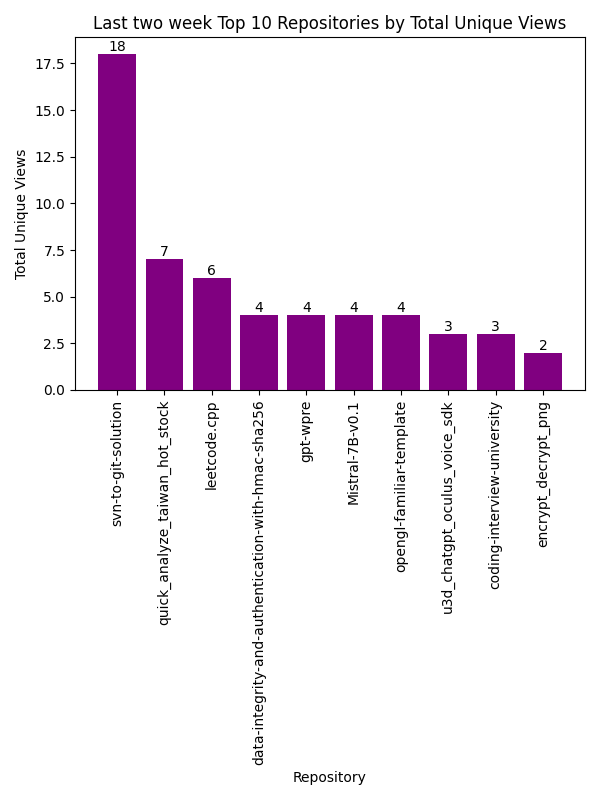 Last two week Top 10 Repositories by Total Unique Views
Total Unique Views
17.5
15.0
12.5
10.0
7.5
5.0
2.5
0.0
18
7
6
4
4
4
4
3
3
2
svn-to-git-solution
quick_analyze_taiwan_hot_stock
leetcode.cpp
data-integrity-and-authentication-with-hmac-sha256
gpt-wpre
Mistral-7B-v0.1
opengl-familiar-template
u3d_chatgpt_oculus_voice_sdk
coding-interview-university
encrypt_decrypt_png
Repository